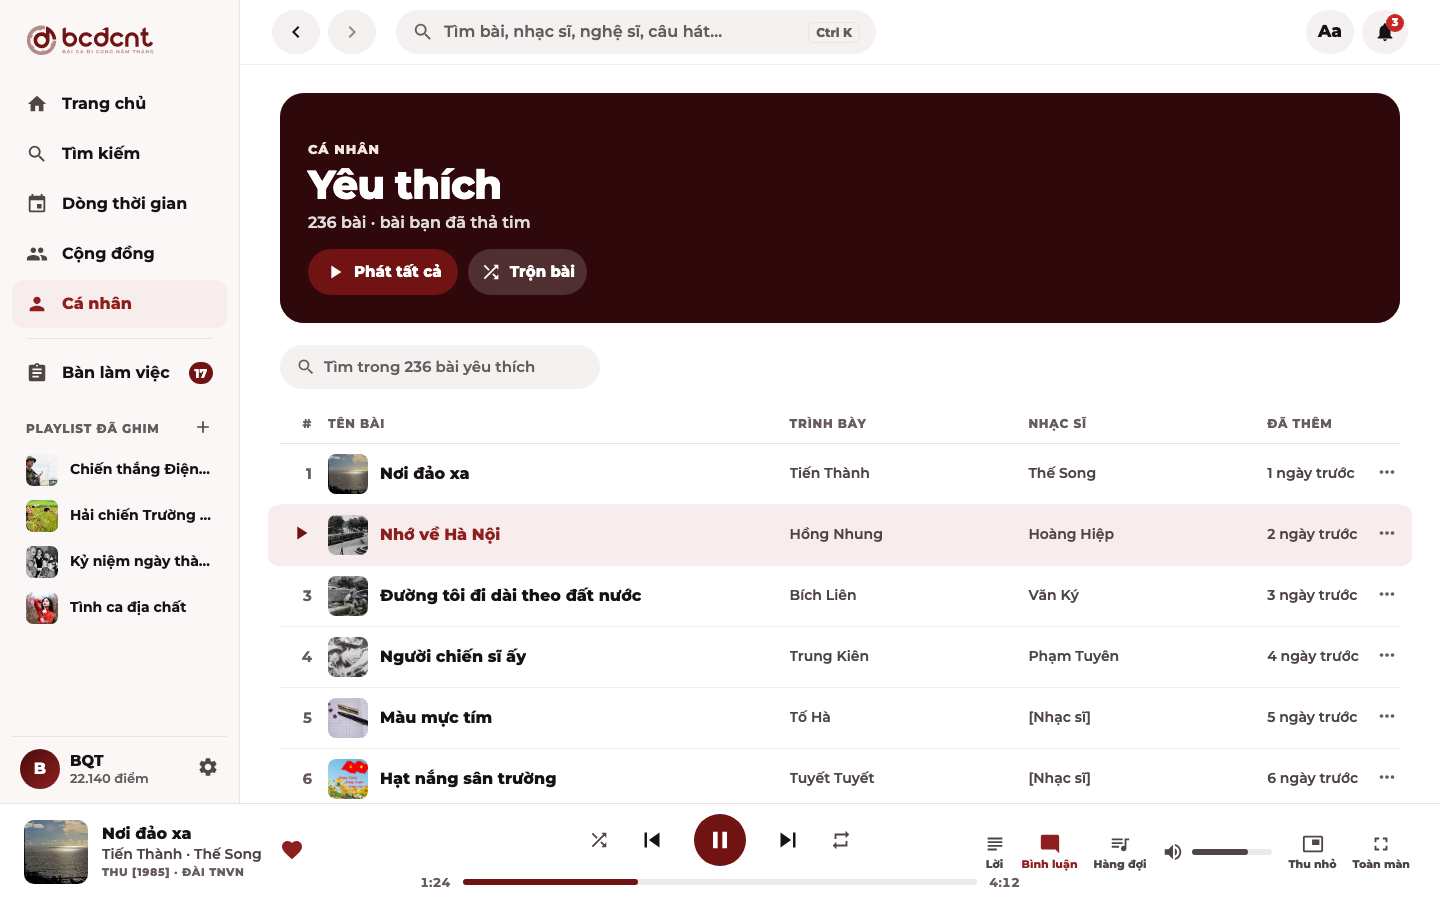 bcdcnt
BÀI CA ĐI CÙNG NĂM THÁNG
Tìm bài, nhạc sĩ, nghệ sĩ, câu hát...
Ctrl K
Aa
3
Trang chủ
Tìm kiếm
Dòng thời gian
Cộng đồng
Cá nhân
Bàn làm việc
17
PLAYLIST ĐÃ GHIM
Chiến thắng Điện...
Hải chiến Trường ...
Kỷ niệm ngày thà...
Tình ca địa chất
B
BQT
22.140 điểm
CÁ NHÂN
Yêu thích
236 bài · bài bạn đã thả tim
Phát tất cả
Trộn bài
Tìm trong 236 bài yêu thích
# TÊN BÀI TRÌNH BÀY NHẠC SĨ ĐÃ THÊM
1 Nơi đảo xa Tiến Thành Thế Song 1 ngày trước
Nhớ về Hà Nội Hồng Nhung Hoàng Hiệp 2 ngày trước
3 Đường tôi đi dài theo đất nước Bích Liên Văn Ký 3 ngày trước
4 Người chiến sĩ ấy Trung Kiên Phạm Tuyên 4 ngày trước
5 Màu mực tím Tố Hà [Nhạc sĩ] 5 ngày trước
6 Hạt nắng sân trường Tuyết Tuyết [Nhạc sĩ] 6 ngày trước
Nơi đảo xa
Tiến Thành · Thế Song
THU [1985] · ĐÀI TNVN
1:24
4:12
Lời
Bình luận
Hàng đợi
Thu nhỏ
Toàn màn